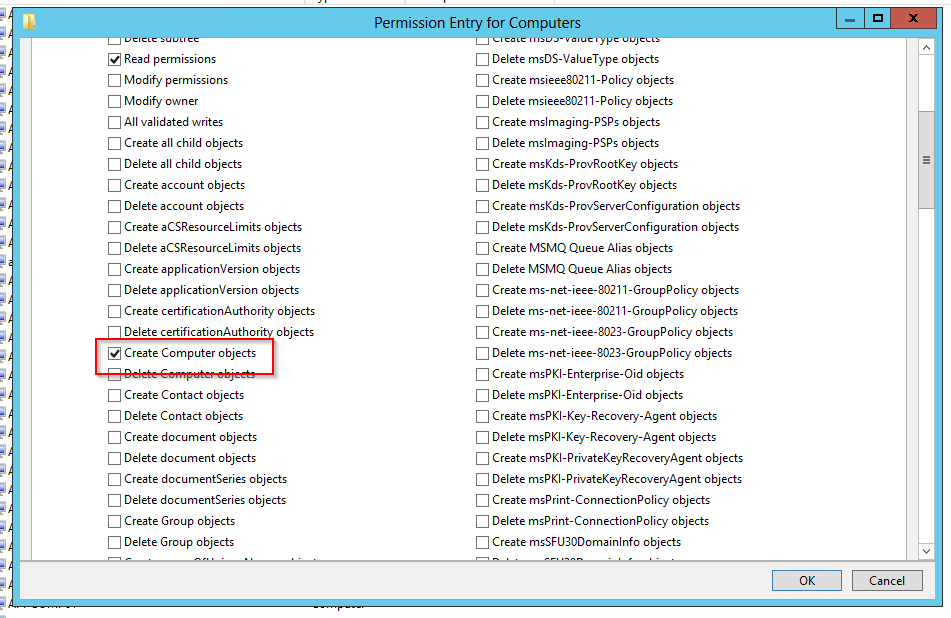 Permission Entry for Computers
Delete subtree
Read permissions
Modify permissions
Modify owner
All validated writes
Create all child objects
Delete all child objects
Create account objects
Delete account objects
Create aCSResourceLimits objects
Delete aCSResourceLimits objects
Create applicationVersion objects
Delete applicationVersion objects
Create certificationAuthority objects
Delete certificationAuthority objects
Create Computer objects
Delete Computer objects
Create Contact objects
Delete Contact objects
Create document objects
Delete document objects
Create documentSeries objects
Delete documentSeries objects
Create Group objects
Delete Group objects
Create msDS-ValueType objects
Delete msDS-ValueType objects
Create msieee80211-Policy objects
Delete msieee80211-Policy objects
Create msImaging-PSPs objects
Delete msImaging-PSPs objects
Create msKds-ProvRootKey objects
Delete msKds-ProvRootKey objects
Create msKds-ProvServerConfiguration objects
Delete msKds-ProvServerConfiguration objects
Create MSMQ Queue Alias objects
Delete MSMQ Queue Alias objects
Create ms-net-ieee-80211-GroupPolicy objects
Delete ms-net-ieee-80211-GroupPolicy objects
Create ms-net-ieee-8023-GroupPolicy objects
Delete ms-net-ieee-8023-GroupPolicy objects
Create msPKI-Enterprise-Oid objects
Delete msPKI-Enterprise-Oid objects
Create msPKI-Key-Recovery-Agent objects
Delete msPKI-Key-Recovery-Agent objects
Create msPKI-PrivateKeyRecoveryAgent objects
Delete msPKI-PrivateKeyRecoveryAgent objects
Create msPrint-ConnectionPolicy objects
Delete msPrint-ConnectionPolicy objects
Create msSFU30DomainInfo objects
OK
Cancel